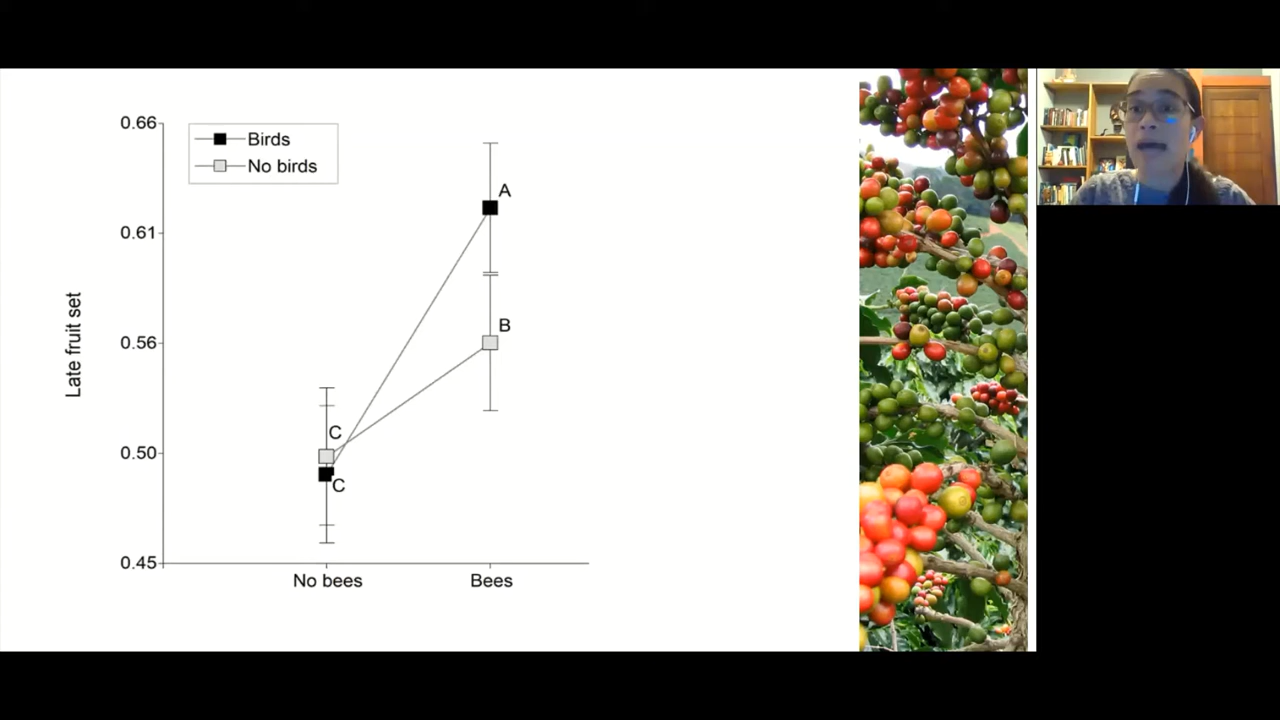 0.66
Birds
No birds
A
0.61
B
0.56
C
0.50
C
0.45
No bees
Bees
Late fruit set